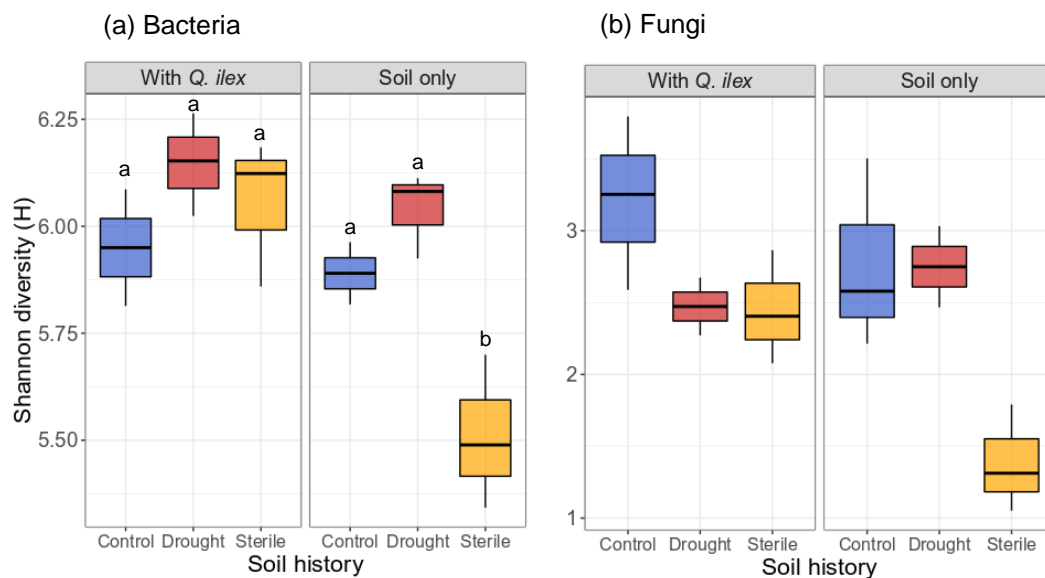 (a) Bacteria
With Q. ilex
Soil only
Shannon diversity (H)
6.25
6.00
5.75
5.50
a
a
a
a
a
b
Control
Drought
Sterile
Control
Drought
Sterile
Soil history
(b) Fungi
With Q. ilex
Soil only
3
2
1
Control
Drought
Sterile
Control
Drought
Sterile
Soil history